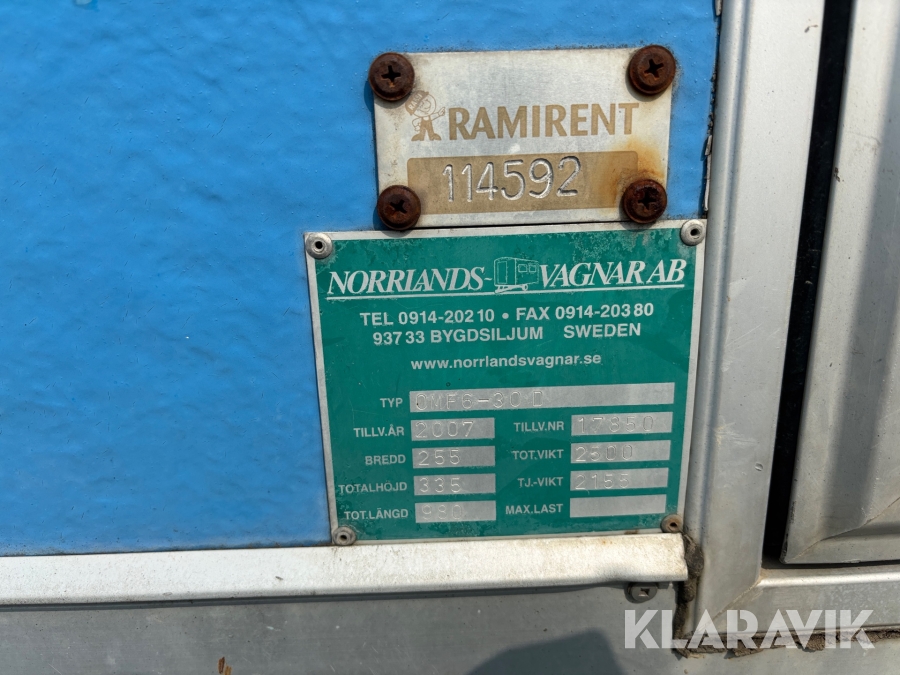 RAMIRENT
114592
NORRLANDS- VAGNAR AB
TEL 0914-202 10 • FAX 0914-203 80
937 33 BYGDSILJUM SWEDEN
www.norrlandsvagnar.se
TYP OMFS-30 D
TILLV.ÅR 2007 TILLV.NR 17850
BREDD 255 TOT.VIKT 2500
TOTALHÖJD 335 TJ.-VIKT 2155
TOT.LÄNGD 980 MAX.LAST
KLARAVIK